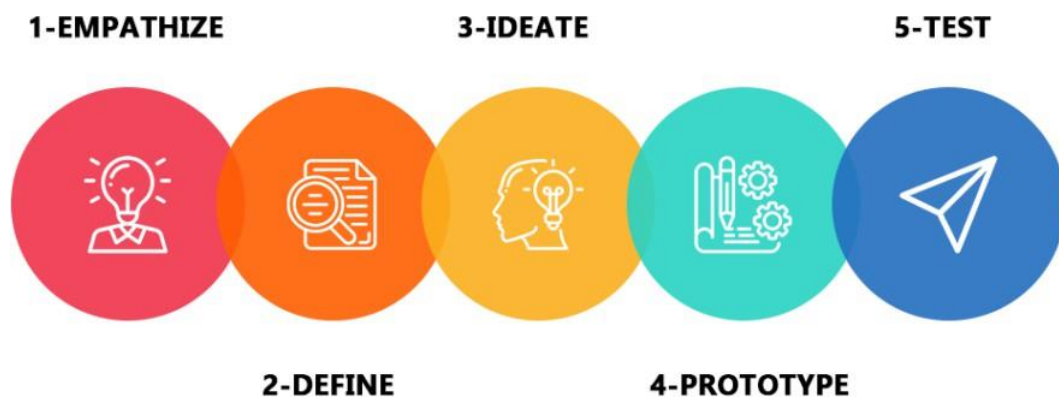 1-EMPATHIZE
3-IDEATE
5-TEST
2-DEFINE
4-PROTOTYPE